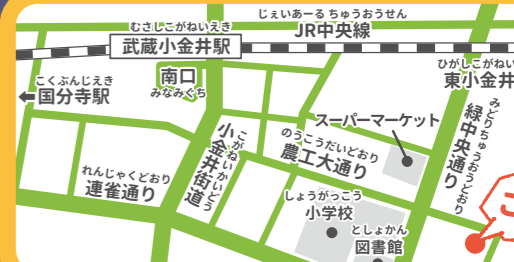 じぇいあーる ちゅうおうせん
JR中央線
むさしこがねいえき
武蔵小金井駅
南口
みなみぐち
ひがしこがねい
東小金井
こくぶんじえき
←国分寺駅
スーパーマーケット
みどりちゅうおうどおり
緑中央通り
こがねいかいどう
小金井街道
のうこうだいどおり
農工大通り
れんじゃくどおり
連雀通り
しょうがっこう
小学校
としょかん
図書館